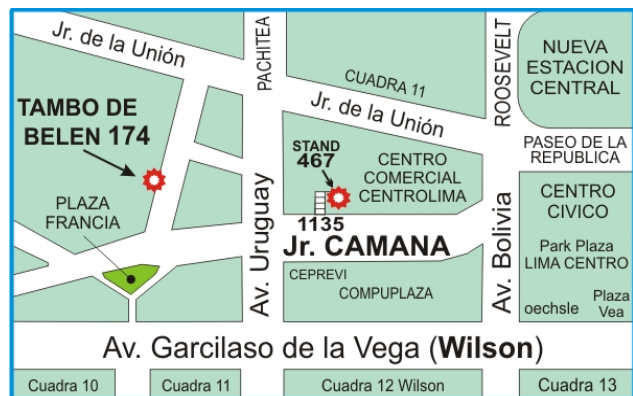 Jr. de la Unión
PACHITEA
CUADRA 11
Jr. de la Unión
ROOSEVELT
NUEVA
ESTACION
CENTRAL
TAMBO DE
BELEN 174
STAND
467
CENTRO
COMERCIAL
CENTROLIMA
PASEO DE LA
REPUBLICA
PLAZA
FRANCIA
1135
Av. Uruguay
Jr. CAMANA
Av. Bolivia
CENTRO
CIVICO
Park Plaza
LIMA CENTRO
CEPREVI
COMPUPLAZA
oechsle
Plaza
Vea
Av. Garcilaso de la Vega (Wilson)
Cuadra 10
Cuadra 11
Cuadra 12 Wilson
Cuadra 13